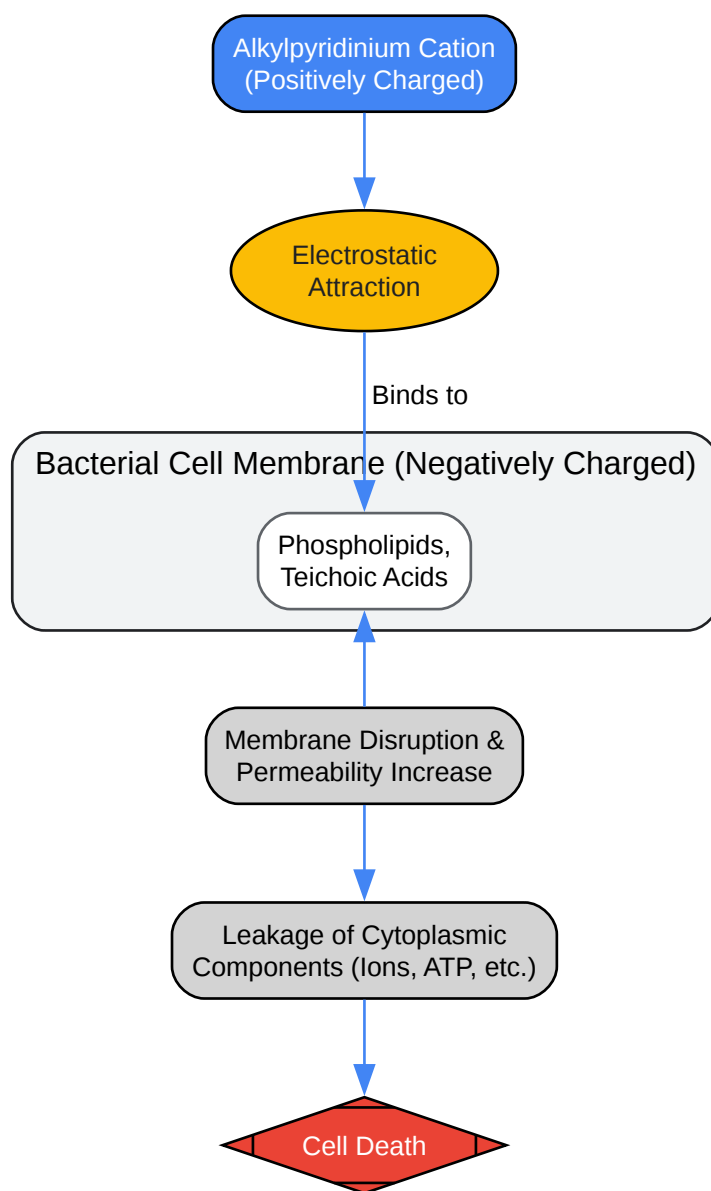 Alkylpyridinium Cation
(Positively Charged)
Electrostatic
Attraction
Binds to
Bacterial Cell Membrane (Negatively Charged)
Phospholipids,
Teichoic Acids
Membrane Disruption &
Permeability Increase
Leakage of Cytoplasmic
Components (Ions, ATP, etc.)
Cell Death